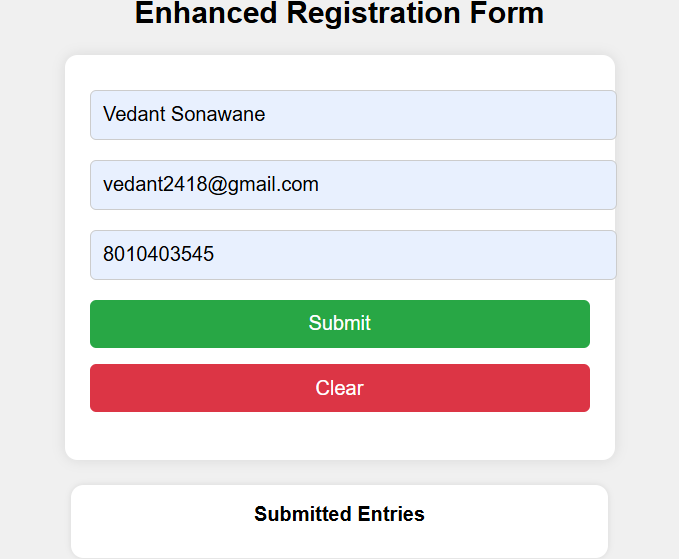 Enhanced Registration Form
Vedant Sonawane
vedant2418@gmail.com
8010403545
Submit
Clear
Submitted Entries